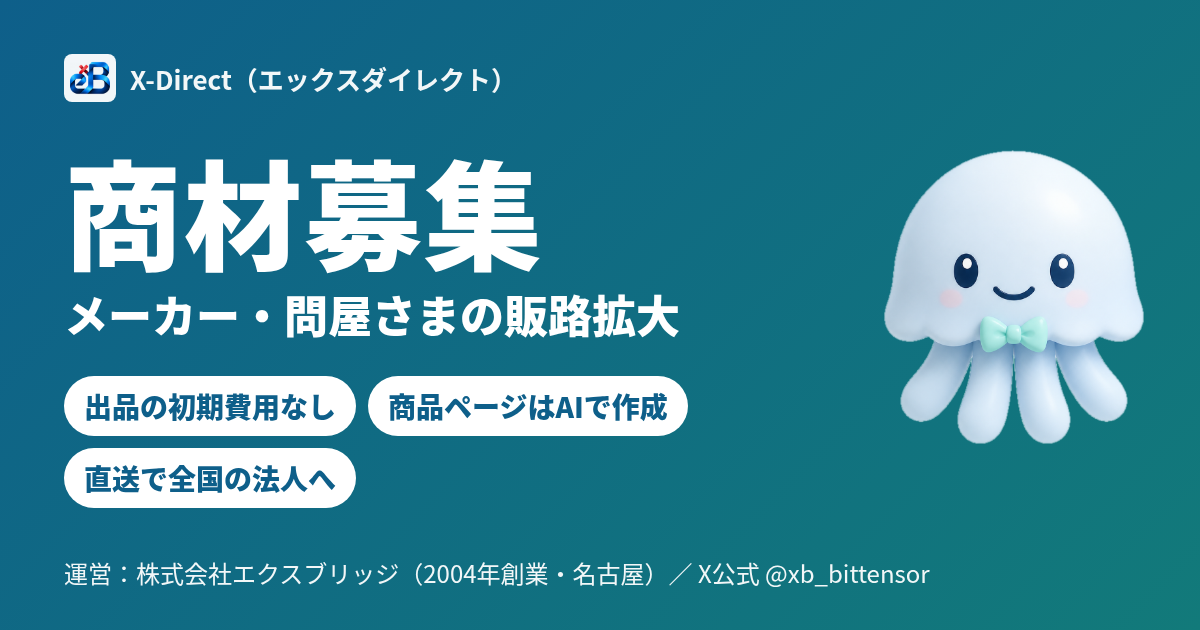 X-Direct（エックスダイレクト）
商材募集
メーカー・問屋さまの販路拡大
出品の初期費用なし
商品ページはAIで作成
直送で全国の法人へ
運営：株式会社エクスブリッジ（2004年創業・名古屋）／ X公式 @xb_bittensor